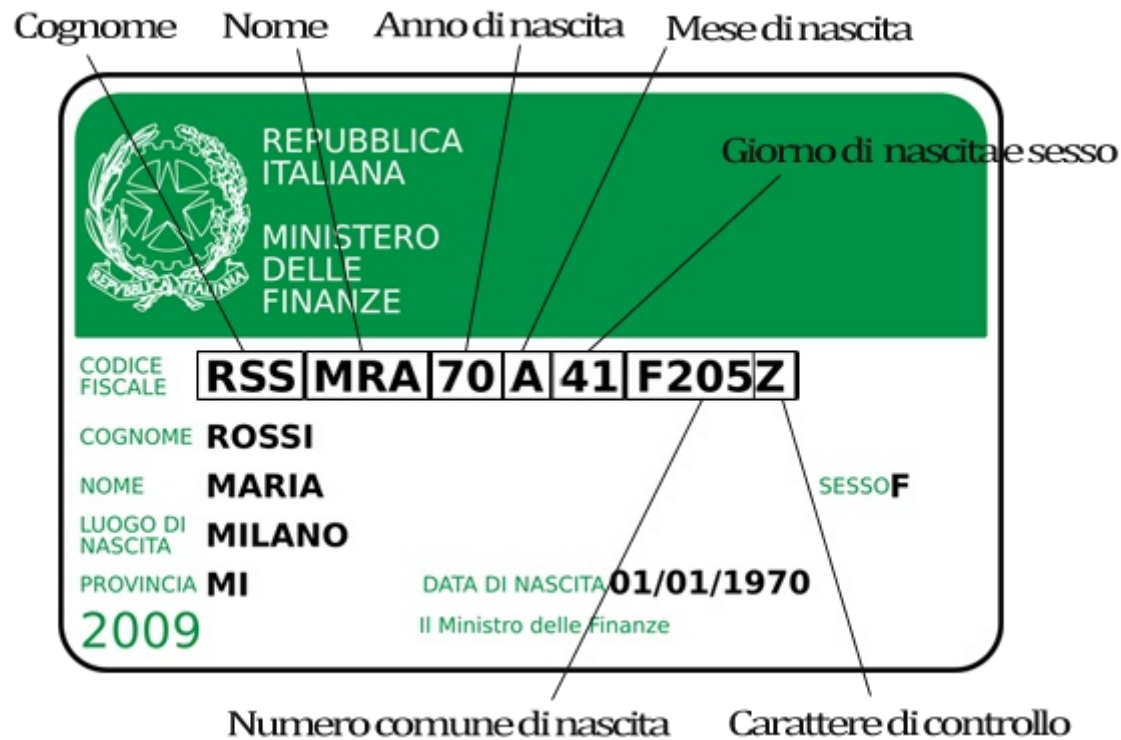 Cognome Nome Anno di nascita Mese di nascita
REPUBBLICA
ITALIANA
Giorno di nascita e sesso
MINISTERO
DELLE
FINANZE
REPVBBLICA ITALIANA
CODICE
FISCALE
RSS MRA 70 A 41 F205 Z
COGNOME ROSSI
NOME MARIA SESSO F
LUOGO DI
NASCITA MILANO
PROVINCIA MI DATA DI NASCITA 01/01/1970
2009 Il Ministro delle Finanze
Numero comune di nascita Carattere di controllo